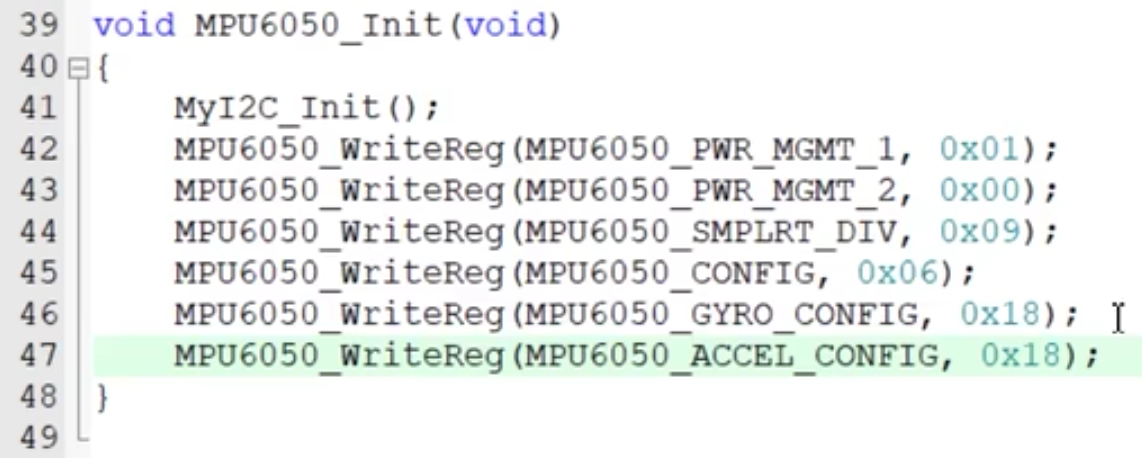 39 void MPU6050_Init(void)
40 {
41 MyI2C_Init();
42 MPU6050_WriteReg(MPU6050_PWR_MGMT_1, 0x01);
43 MPU6050_WriteReg(MPU6050_PWR_MGMT_2, 0x00);
44 MPU6050_WriteReg(MPU6050_SMPLRT_DIV, 0x09);
45 MPU6050_WriteReg(MPU6050_CONFIG, 0x06);
46 MPU6050_WriteReg(MPU6050_GYRO_CONFIG, 0x18);
47 MPU6050_WriteReg(MPU6050_ACCEL_CONFIG, 0x18);
48 }
49